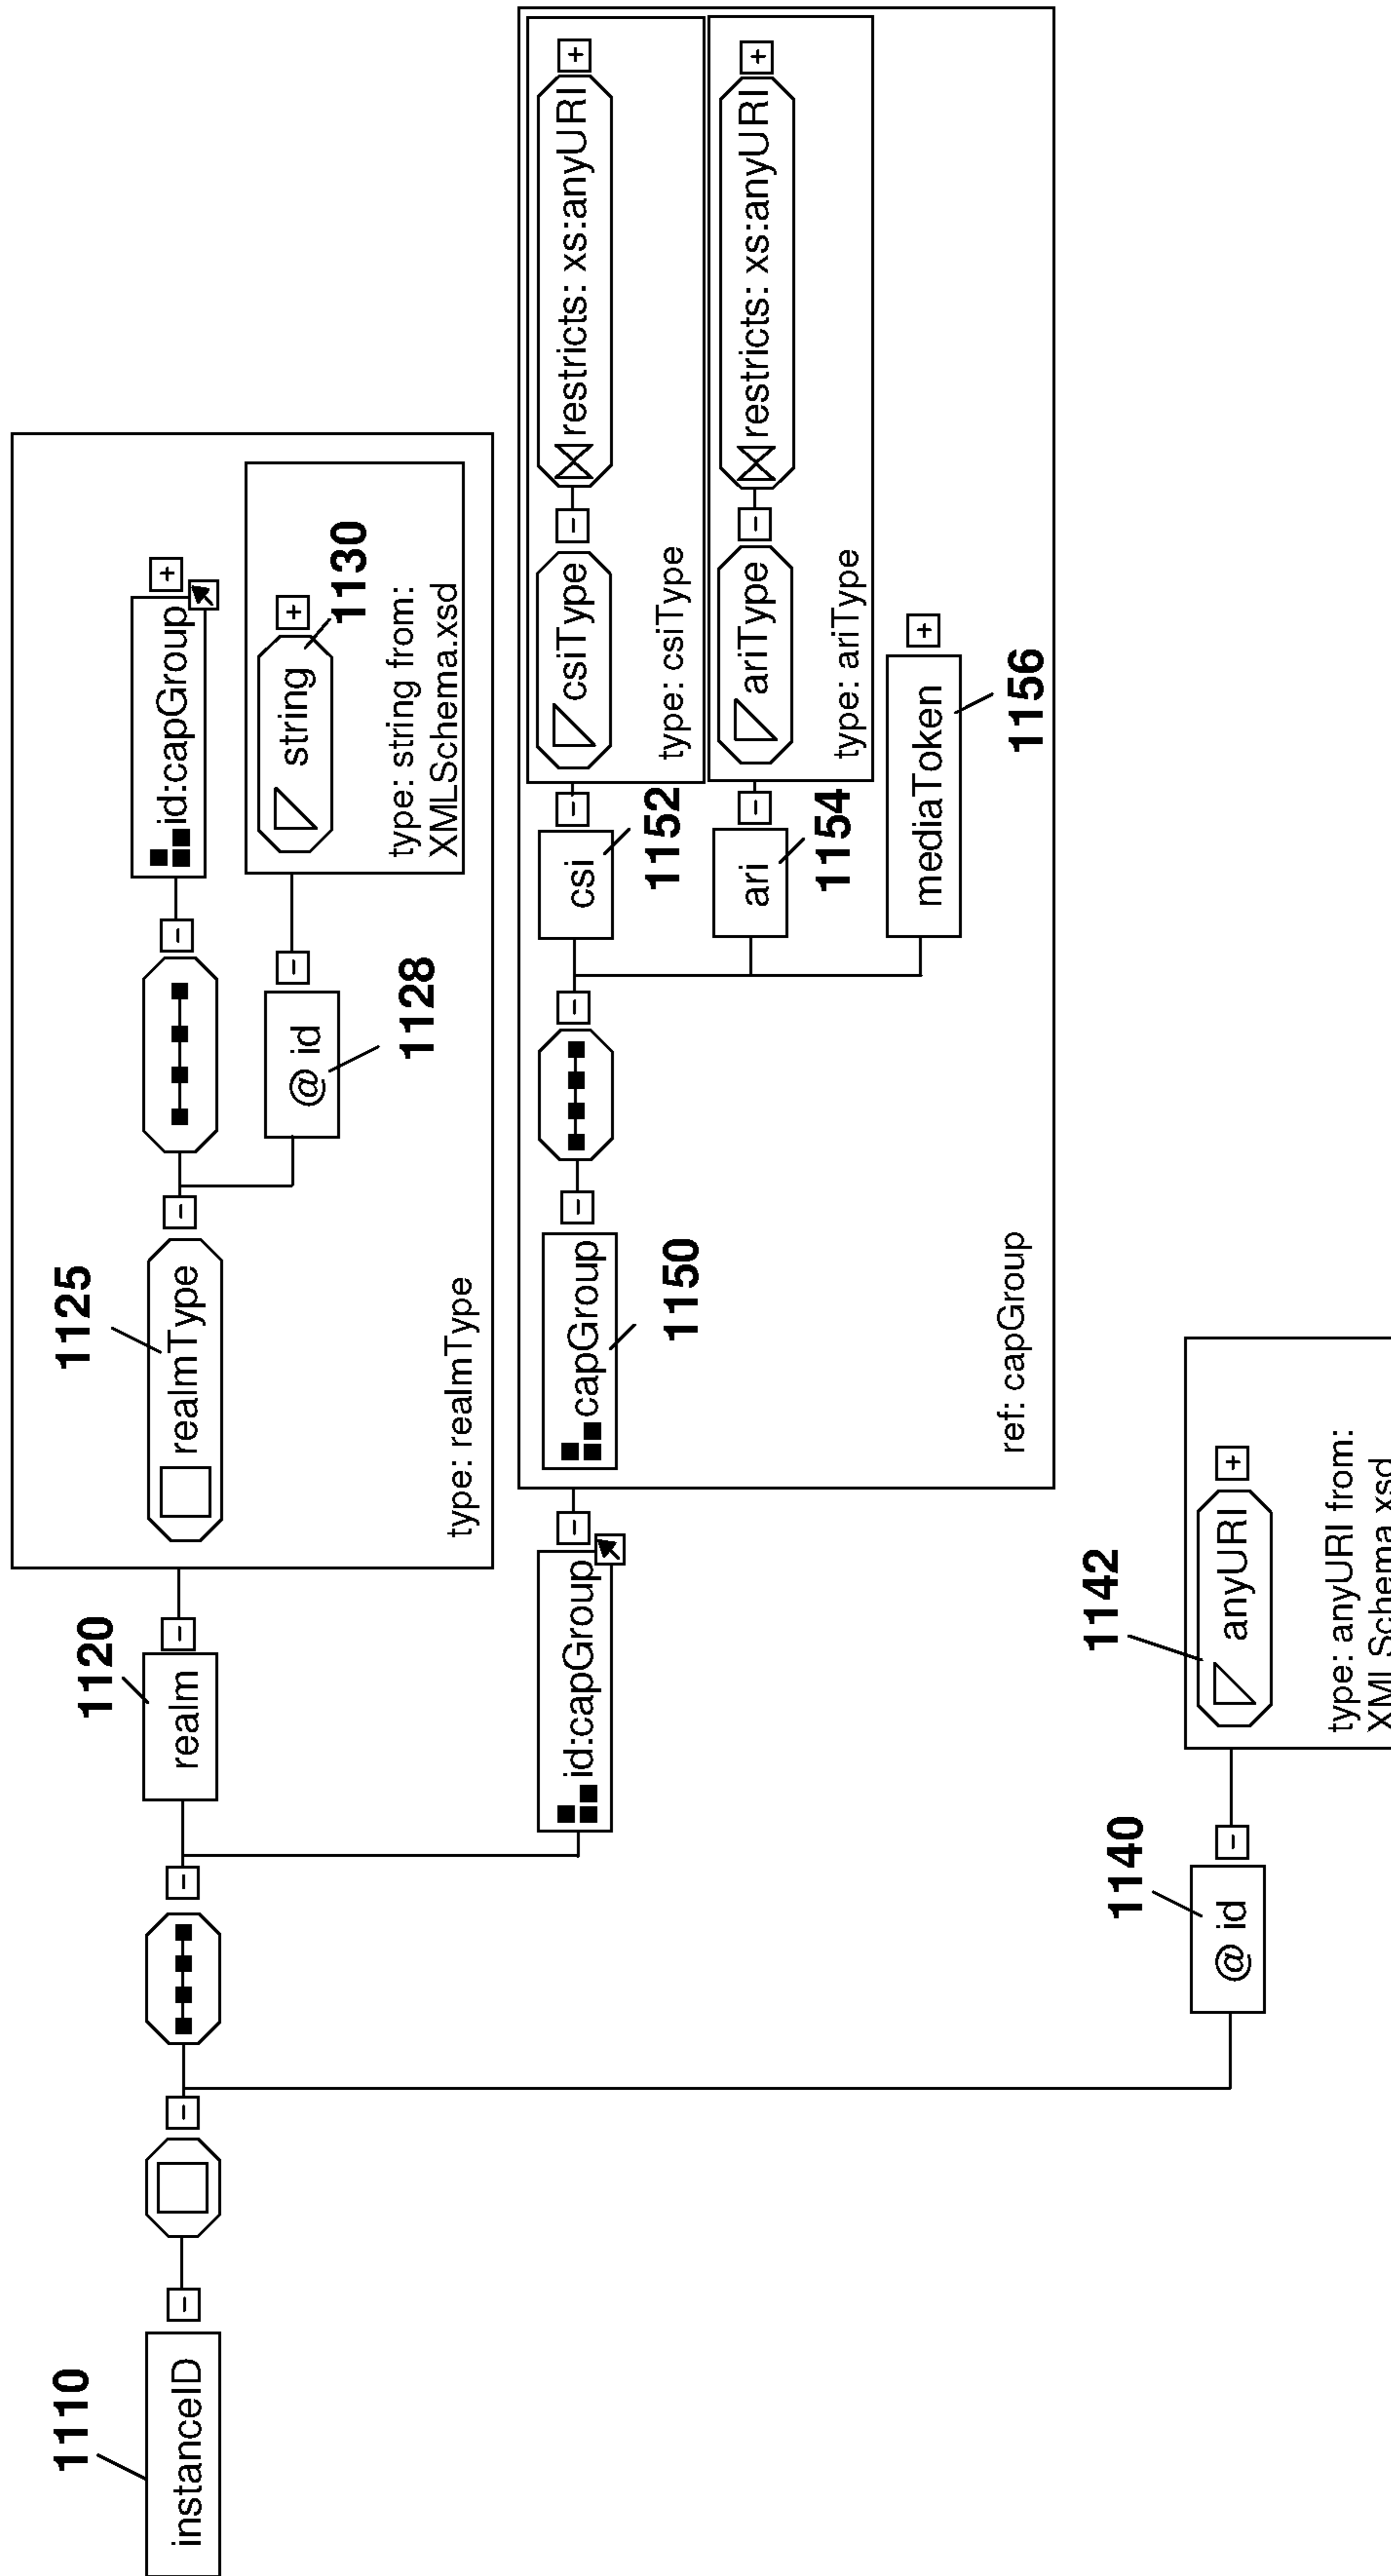 1110
instanceID
1120
realm
1125
realmType
id:capGroup
@ id
1128
string
1130
type: string from:
XMLSchema.xsd
type: realmType
id:capGroup
capGroup
1150
csi
1152
csiType
restricts: xs:anyURI
type: csiType
ari
1154
ariType
restricts: xs:anyURI
type: ariType
mediaToken
1156
ref: capGroup
1140
@ id
1142
anyURI
type: anyURI from:
XMLSchema.xsd